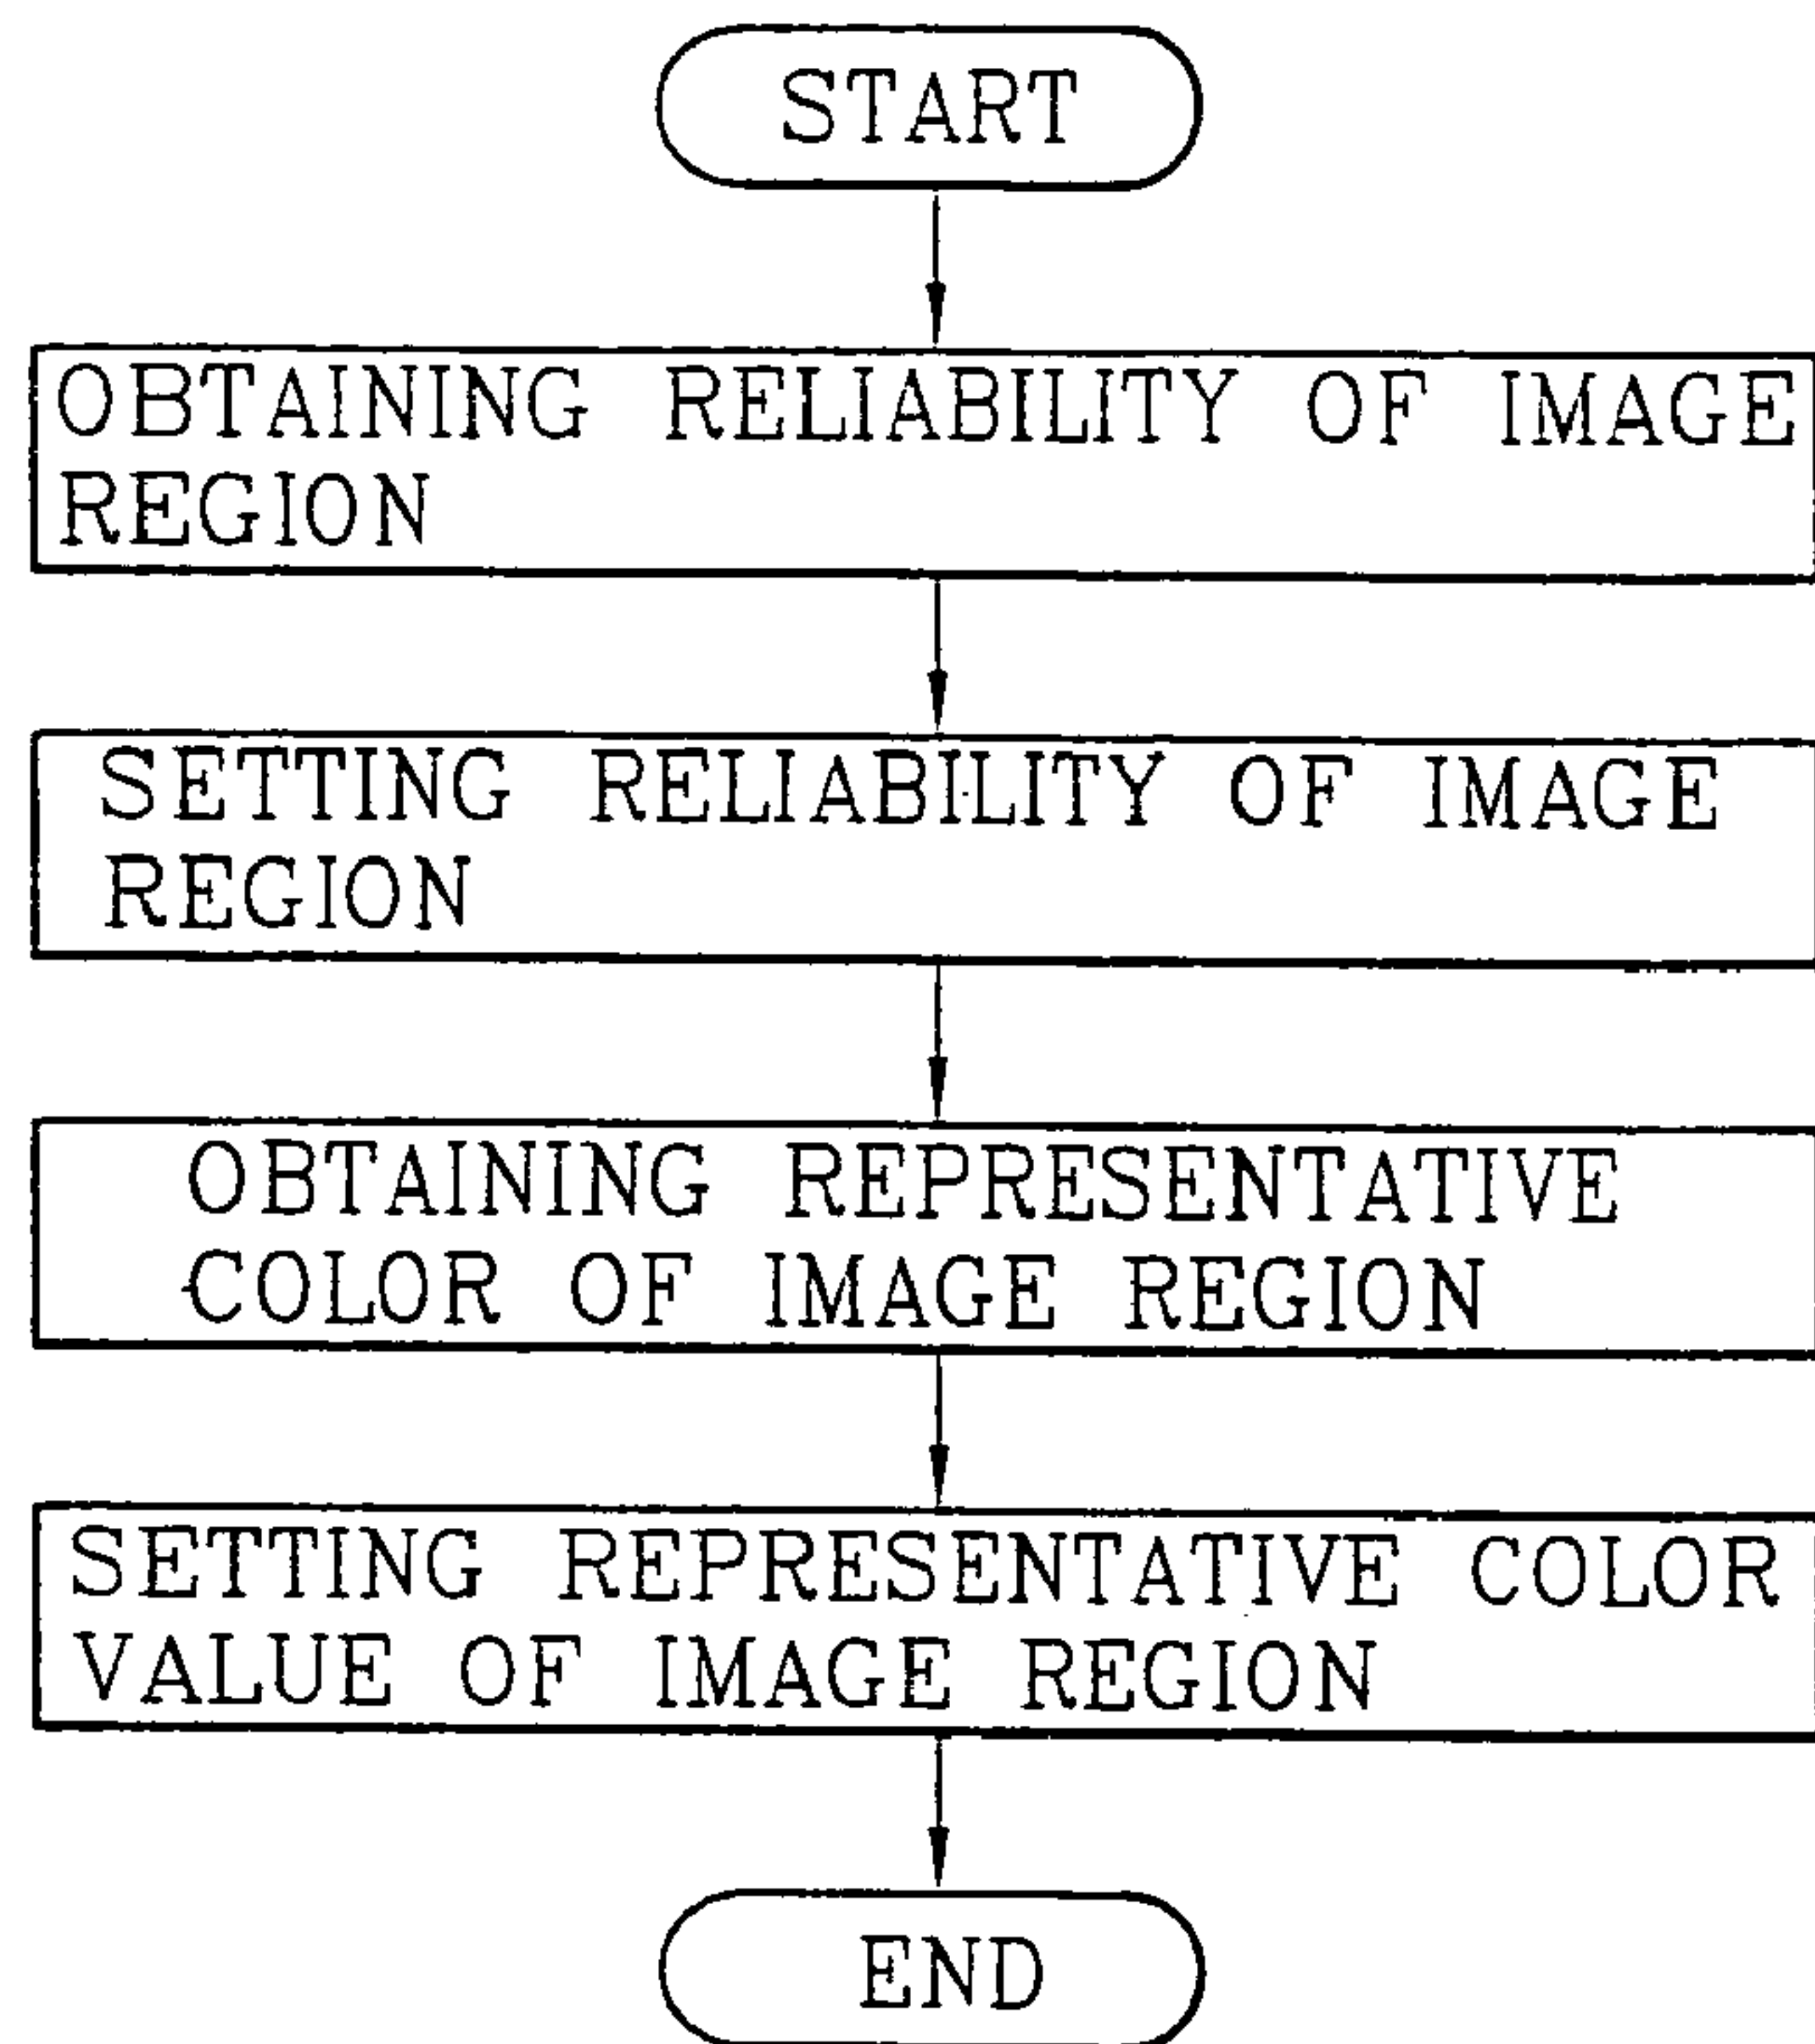 START
OBTAINING RELIABILITY OF IMAGE
REGION
SETTING RELIABILITY OF IMAGE
REGION
OBTAINING REPRESENTATIVE
COLOR OF IMAGE REGION
SETTING REPRESENTATIVE COLOR
VALUE OF IMAGE REGION
END